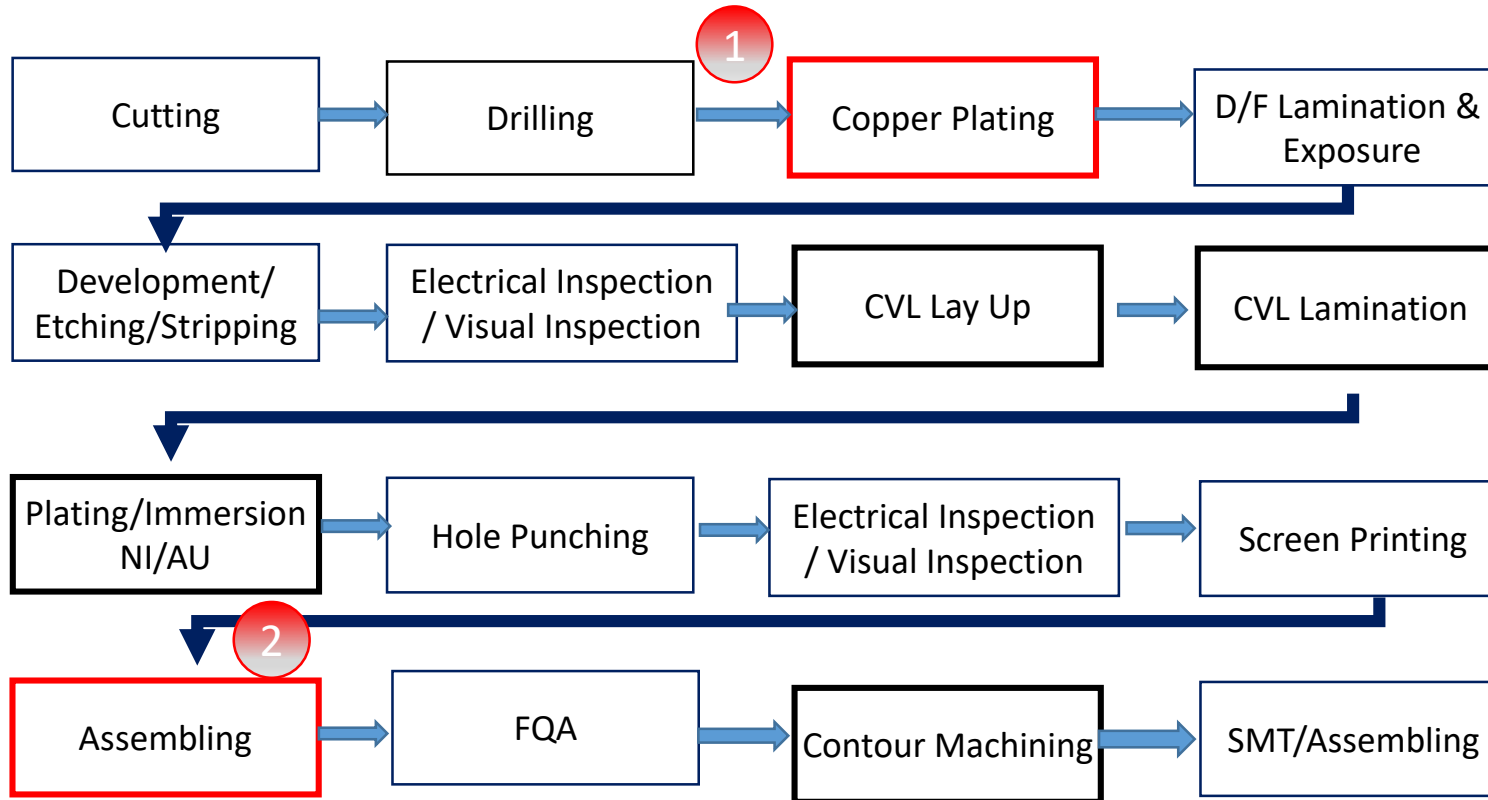 1
Cutting
Drilling
Copper Plating
D/F Lamination &
Exposure
Development/
Etching/Stripping
Electrical Inspection
/ Visual Inspection
CVL Lay Up
CVL Lamination
Plating/Immersion
NI/AU
Hole Punching
Electrical Inspection
/ Visual Inspection
Screen Printing
2
Assembling
FQA
Contour Machining
SMT/Assembling